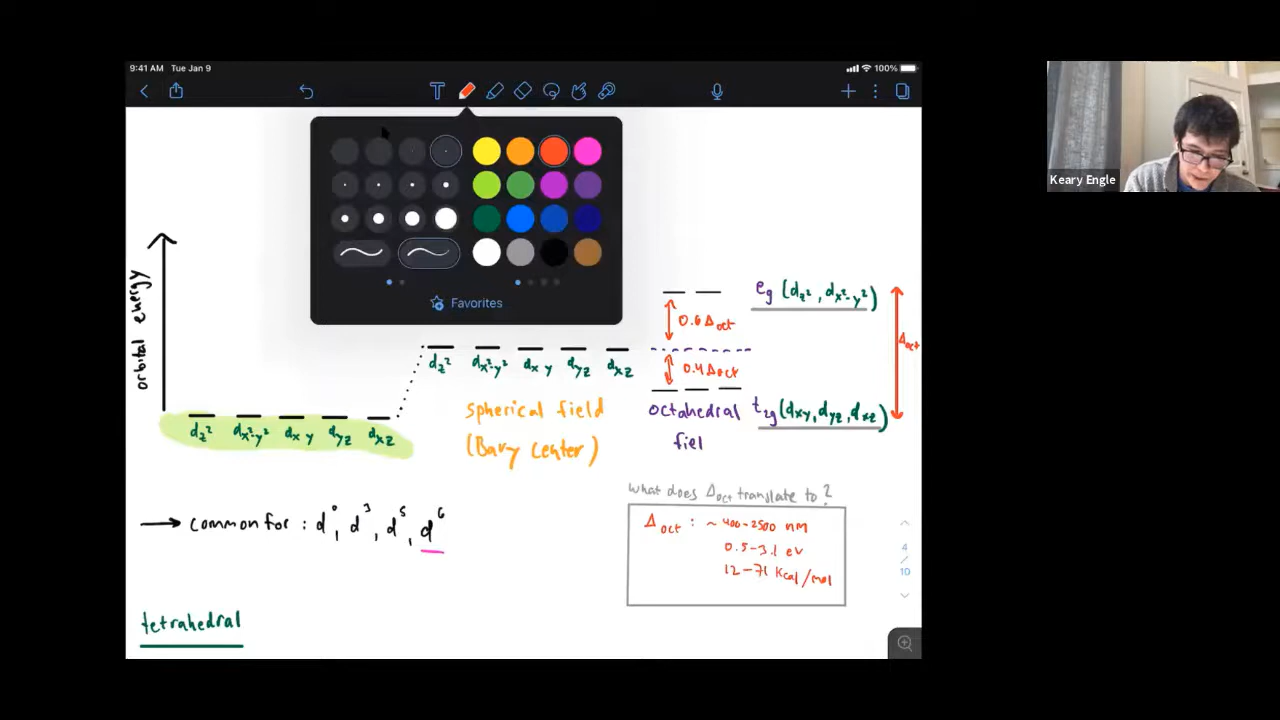 9:41 AM Tue Jan 9
100%
Favorites
Keary Engle
orbital energy
eg (dz², dx²-y²)
0.6 Δoct
Δoct
dz² dx²-y² dxy dyz dxz
0.4 Δoct
spherical field
(Bary center)
octahedral
fiel
t2g (dxy, dyz, dxz)
dz² dx²-y² dxy dyz dxz
→ common for : d⁰, d³, d⁵, d⁶
what does Δoct translate to ?
Δoct : ~ 400-2500 nm
0.5-3.1 eV
12-71 Kcal/mol
4
10
tetrahedral